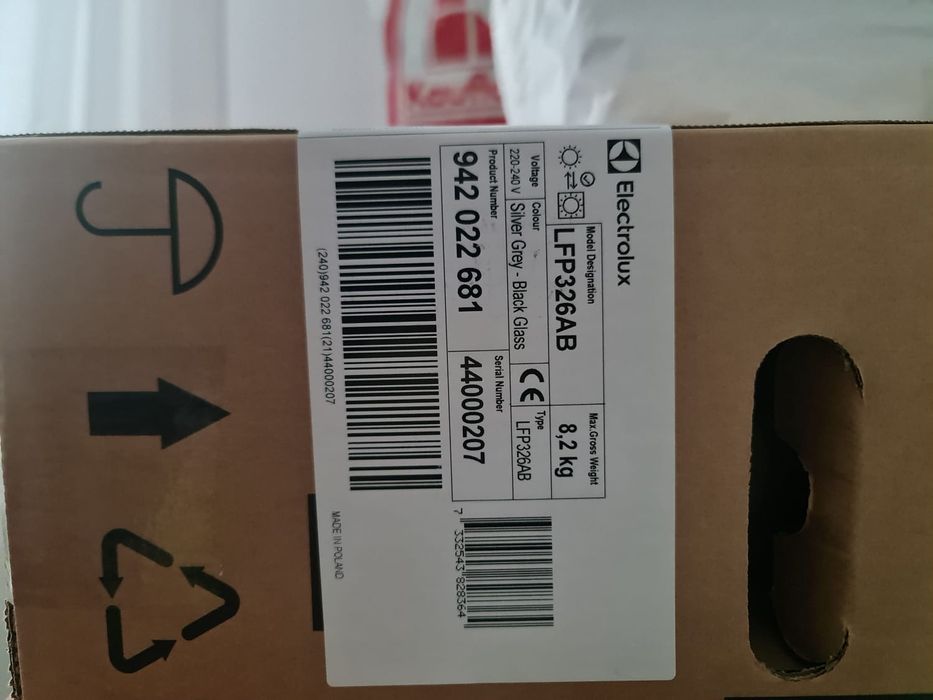 Electrolux
Model Designation
LFP326AB
Max.Gross Weight
8,2 kg
Voltage
220-240 V
Colour
Silver Grey - Black Glass
CE
Type
LFP326AB
Product Number
942 022 681
Serial Number
44000207
7 332543 828364
(240)942 022 681(21)44000207
MADE IN POLAND